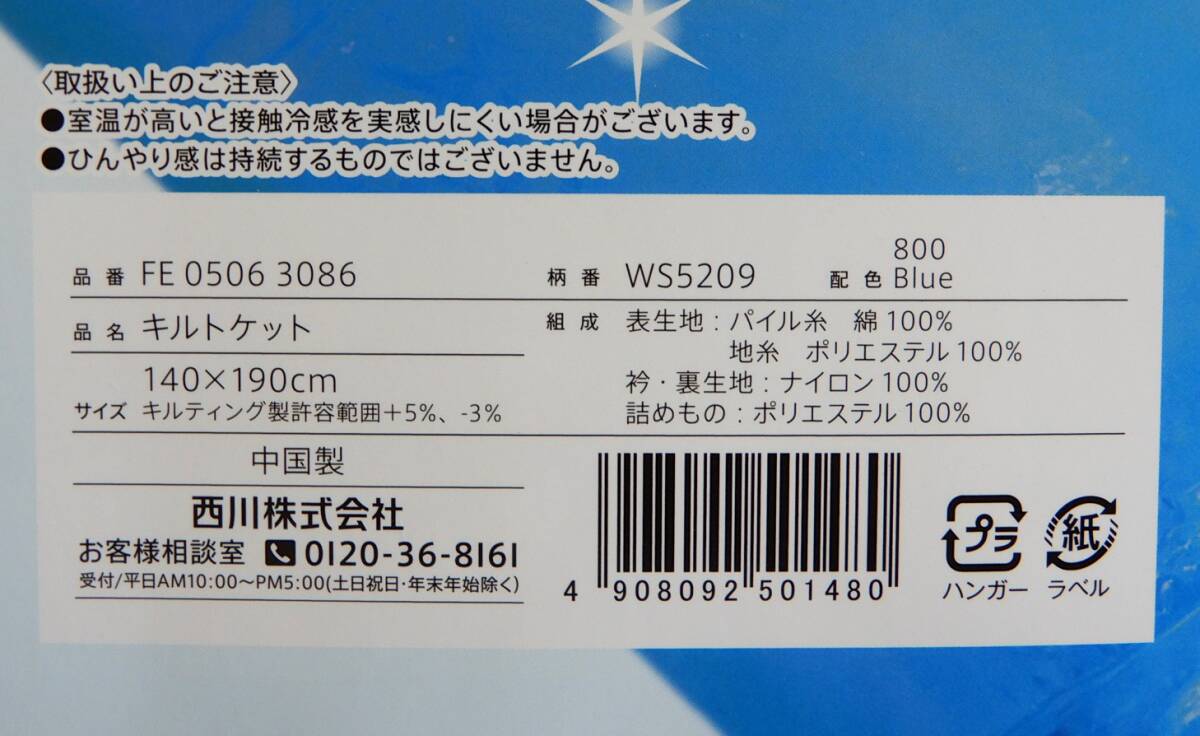 〈取扱い上のご注意〉
●室温が高いと接触冷感を実感しにくい場合がございます。
●ひんやり感は持続するものではございません。
品番 FE 0506 3086
柄番 WS5209
配色 800 Blue
品名 キルトケット
組成 表生地：パイル糸 綿100%
地糸 ポリエステル100%
衿・裏生地：ナイロン100%
詰めもの：ポリエステル100%
140×190cm
サイズ キルティング製許容範囲+5%、-3%
中国製
西川株式会社
お客様相談室 0120-36-8161
受付/平日AM10:00〜PM5:00(土日祝日・年末年始除く)
4 908092 501480
プラ
ハンガー
紙
ラベル